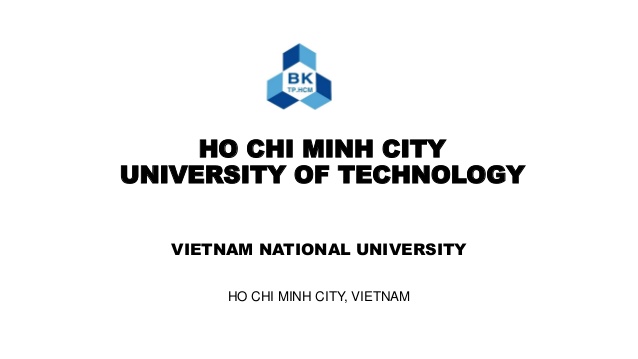 BK
TP.HCM
HO CHI MINH CITY
UNIVERSITY OF TECHNOLOGY
VIETNAM NATIONAL UNIVERSITY
HO CHI MINH CITY, VIETNAM